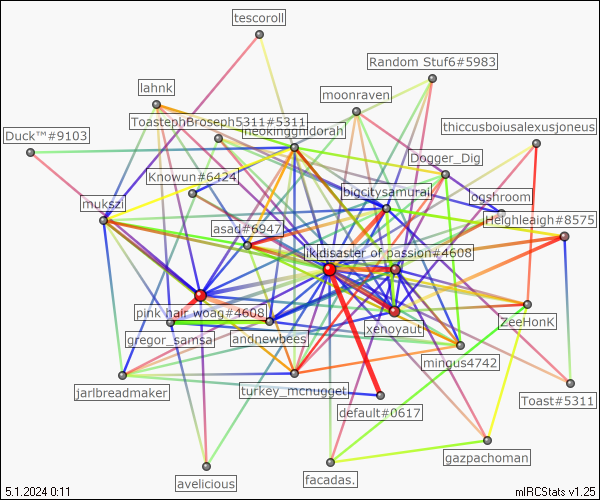 tescoroll
Random Stuf6#5983
lahnk
moonraven
ToastephBroseph5311#5311
thiccusboiusalexusjoneus
neokingghidorah
Duck™#9103
Dogger_Dig
Knowun#6424
bigcitysamurai
ogshroom
mukszi
Heighleaigh#8575
asad#6947
disaster of passion#4608
pink hair woag#4608
ZeeHonK
xenoyaut
gregor_samsa
andnewbees
mingus4742
jarlbreadmaker
turkey_mcnugget
Toast#5311
default#0617
gazpachoman
avelicious
facadas.
5.1.2024 0:11
mIRCStats v1.25